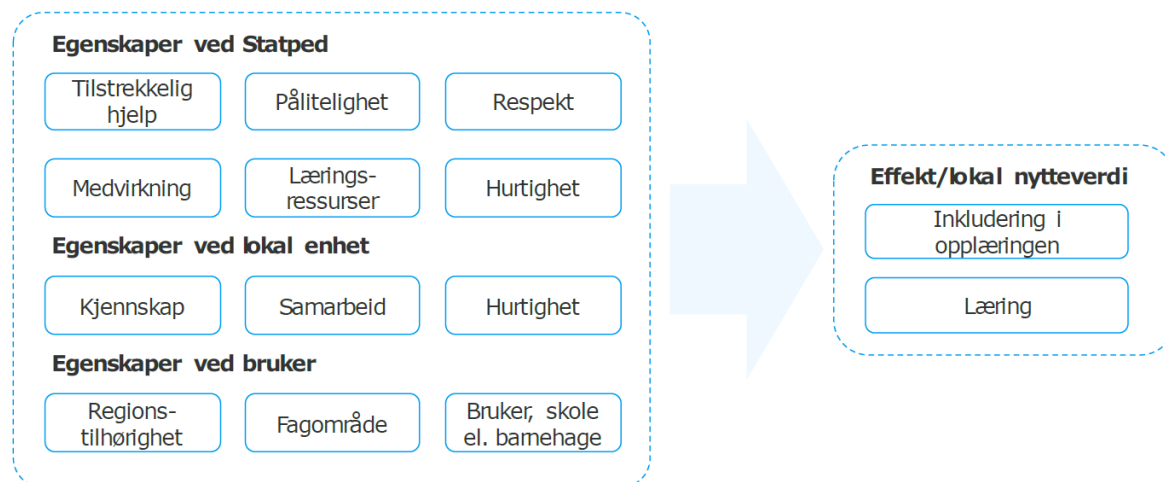 Egenskaper ved Statped
Tilstrekkelig
hjelp
Pålitelighet
Respekt
Medvirkning
Lærings-
ressurser
Hurtighet
Egenskaper ved lokal enhet
Kjennskap
Samarbeid
Hurtighet
Egenskaper ved bruker
Regions-
tilhørighet
Fagområde
Bruker, skole
el. barnehage
Effekt/lokal nytteverdi
Inkludering i
opplæringen
Læring